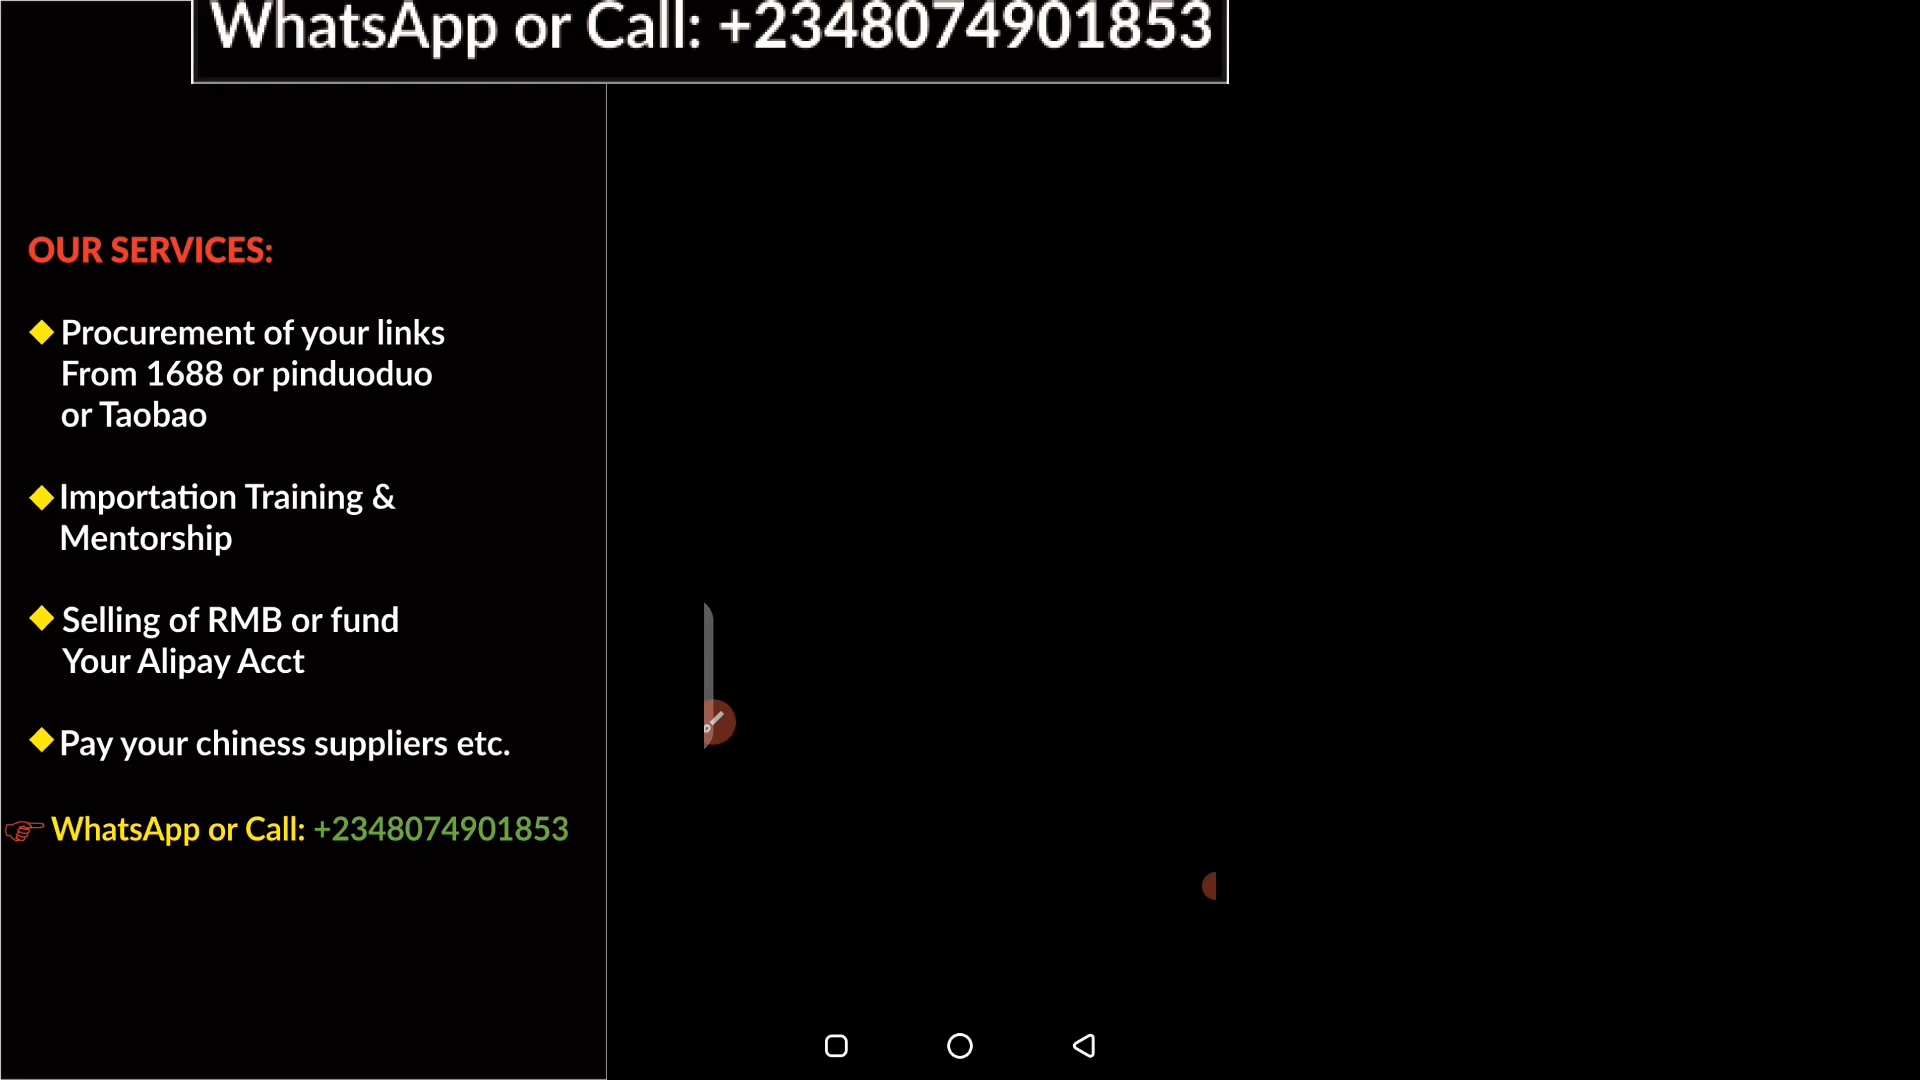 WhatsApp or Call: +2348074901853
OUR SERVICES:
Procurement of your links
From 1688 or pinduoduo
or Taobao
Importation Training &
Mentorship
Selling of RMB or fund
Your Alipay Acct
Pay your chiness suppliers etc.
WhatsApp or Call: +2348074901853